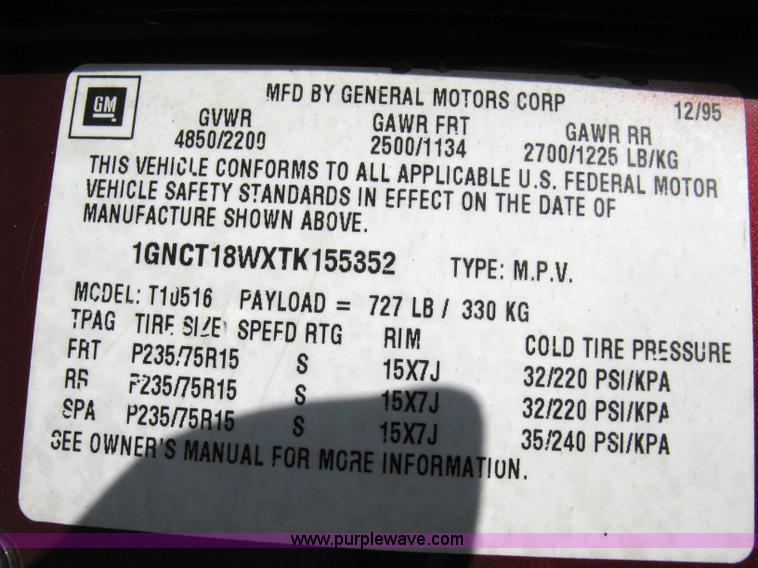 GM
MFD BY GENERAL MOTORS CORP 12/95
GVWR GAWR FRT GAWR RR
4850/2200 2500/1134 2700/1225 LB/KG
THIS VEHICLE CONFORMS TO ALL APPLICABLE U.S. FEDERAL MOTOR
VEHICLE SAFETY STANDARDS IN EFFECT ON THE DATE OF
MANUFACTURE SHOWN ABOVE.
1GNCT18WXTK155352 TYPE: M.P.V.
MODEL: T10516 PAYLOAD = 727 LB / 330 KG
TPAG TIRE SIZE SPEED RTG RIM COLD TIRE PRESSURE
FRT P235/75R15 S 15X7J 32/220 PSI/KPA
RR P235/75R15 S 15X7J 32/220 PSI/KPA
SPA P235/75R15 S 15X7J 35/240 PSI/KPA
SEE OWNER'S MANUAL FOR MORE INFORMATION.
www.purplewave.com